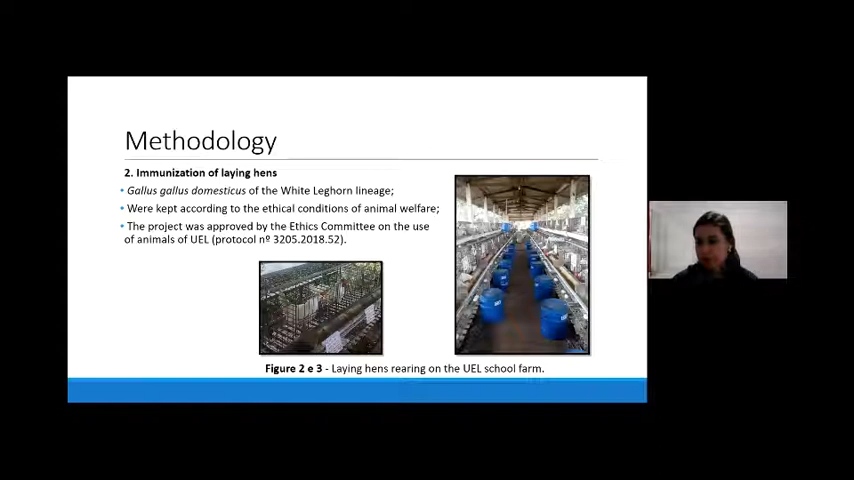 Methodology
2. Immunization of laying hens
• Gallus gallus domesticus of the White Leghorn lineage;
• Were kept according to the ethical conditions of animal welfare;
• The project was approved by the Ethics Committee on the use
of animals of UEL (protocol nº 3205.2018.52).
Figure 2 e 3 - Laying hens rearing on the UEL school farm.